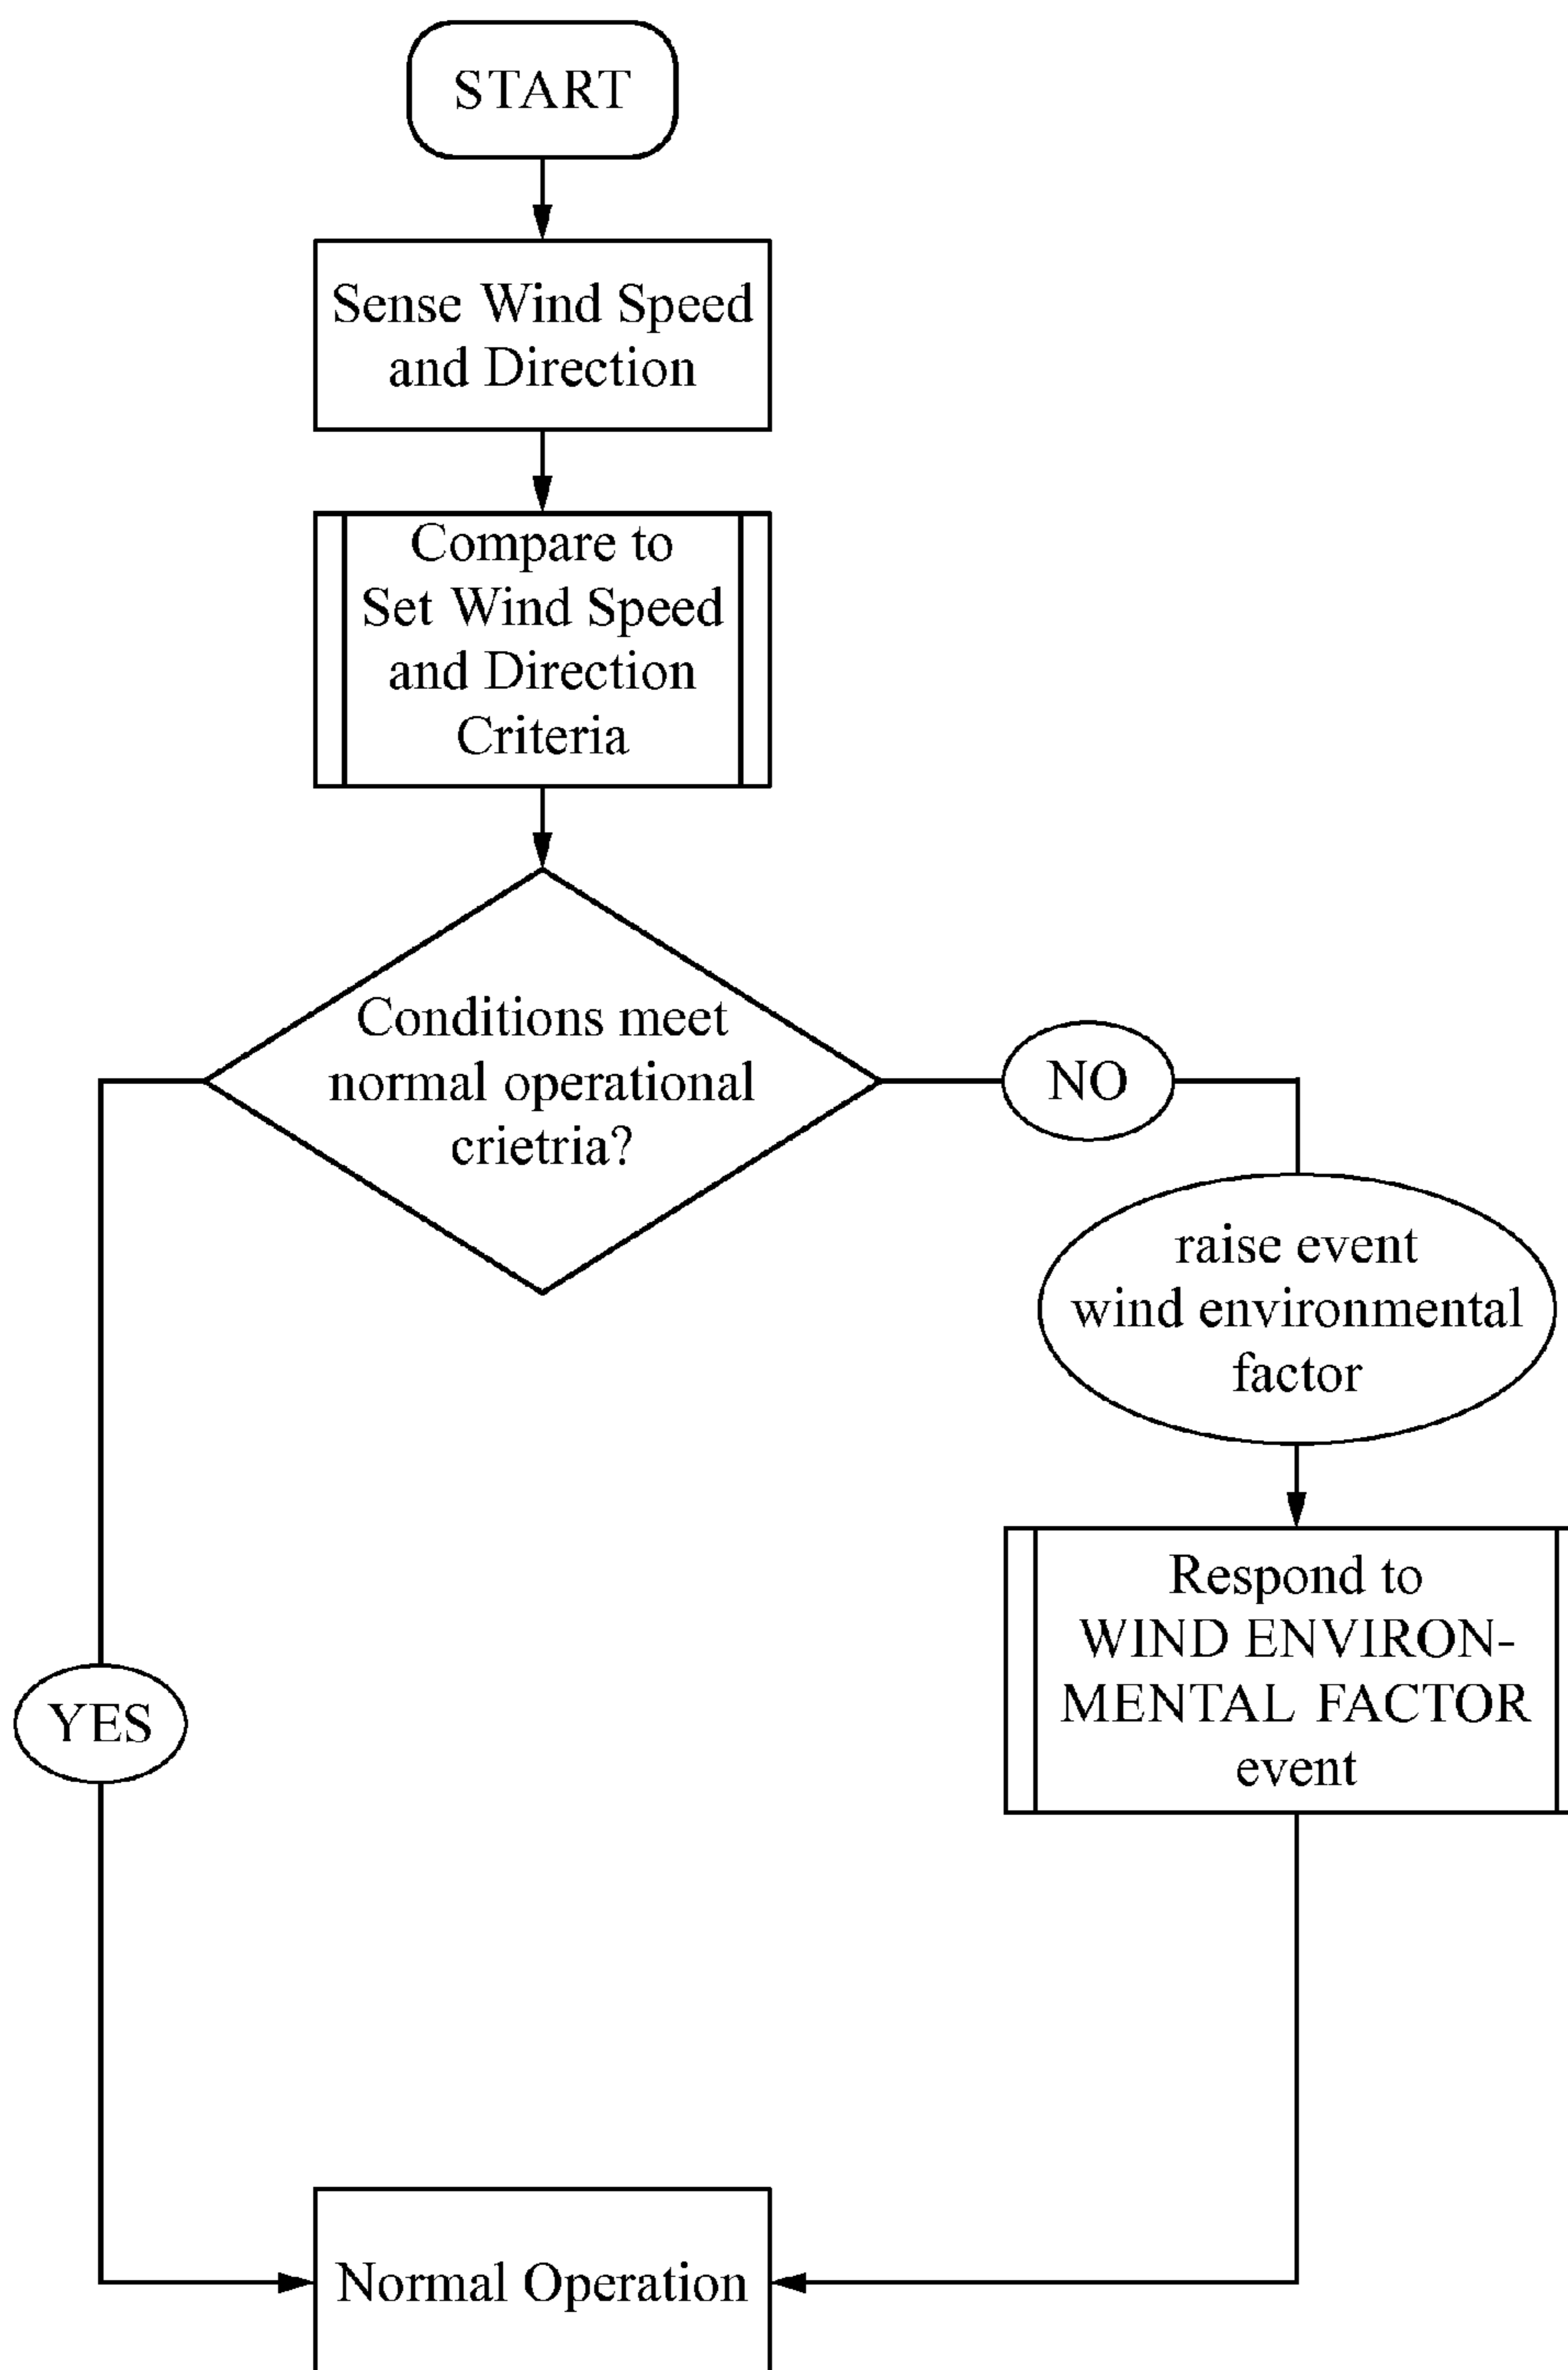 START
Sense Wind Speed
and Direction
Compare to
Set Wind Speed
and Direction
Criteria
Conditions meet
normal operational
crietria?
NO
raise event
wind environmental
factor
Respond to
WIND ENVIRON-
MENTAL FACTOR
event
YES
Normal Operation